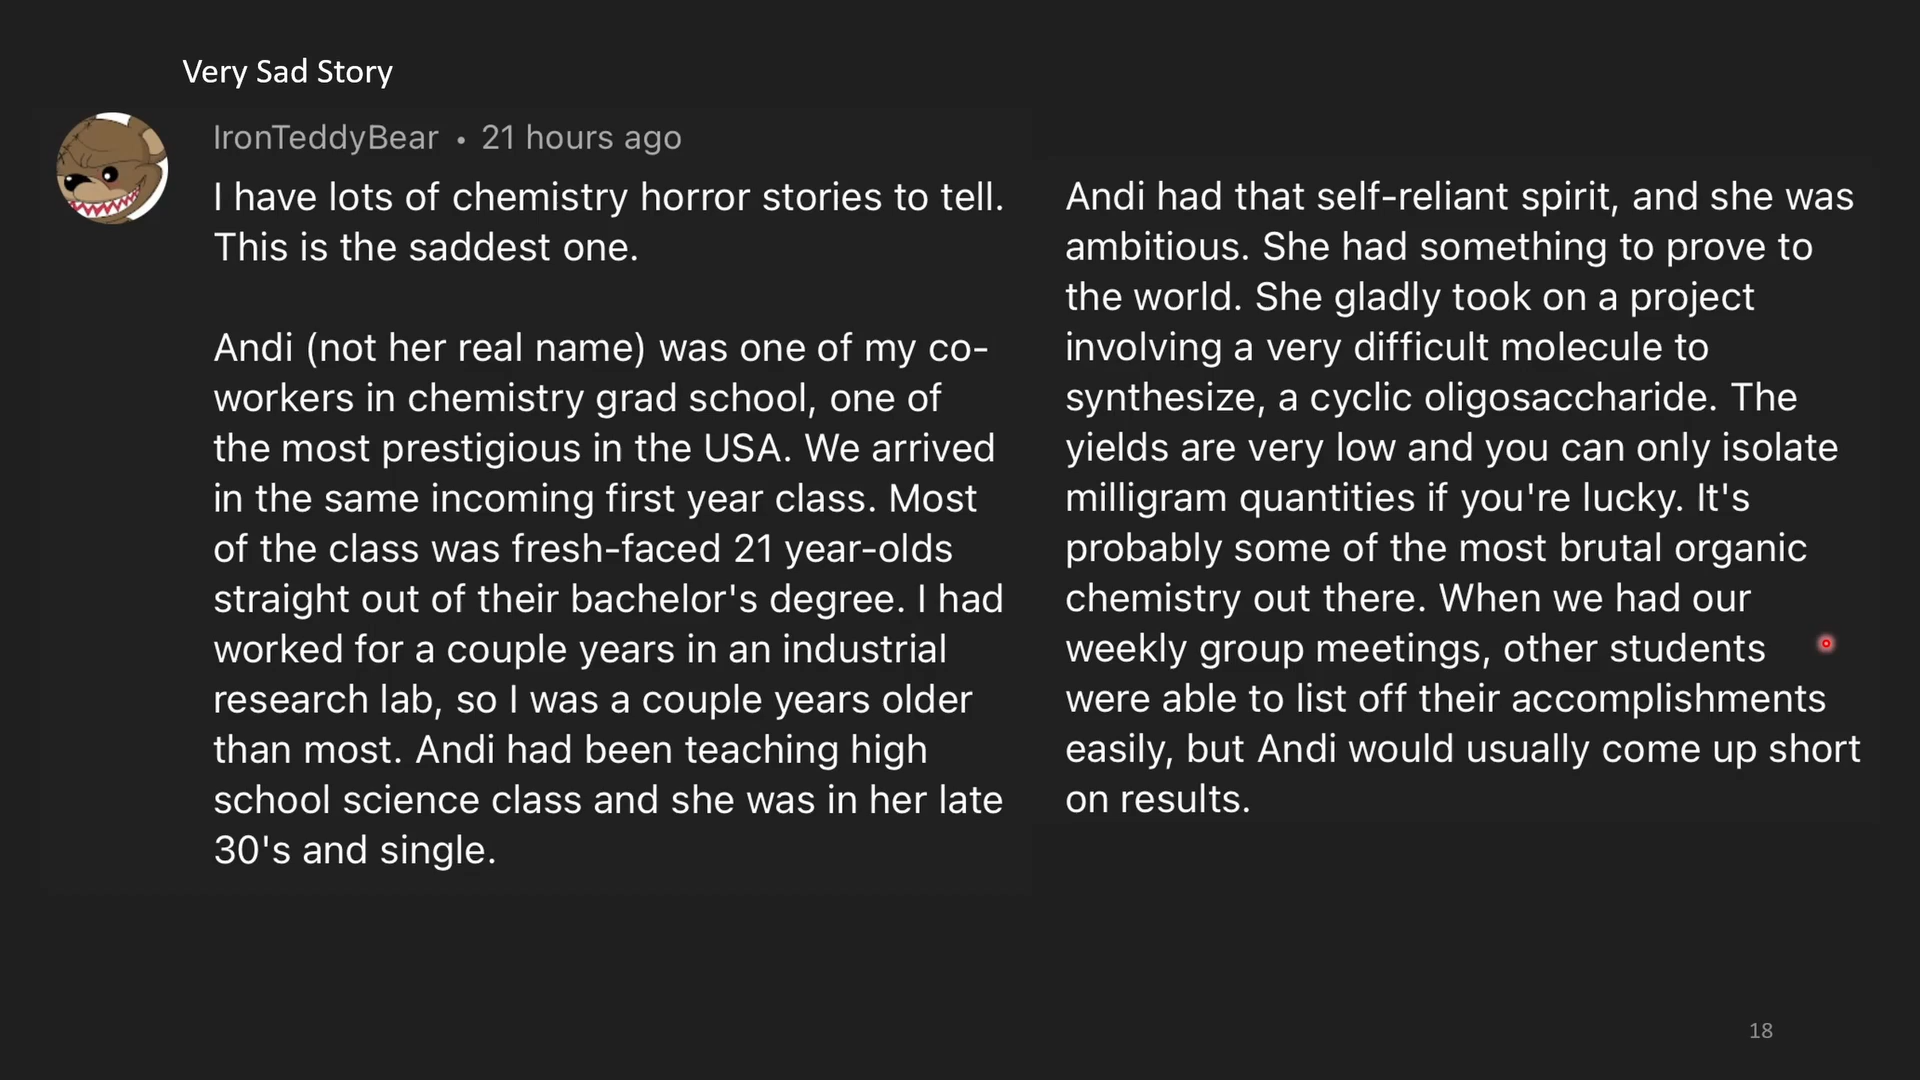 Very Sad Story
IronTeddyBear • 21 hours ago
I have lots of chemistry horror stories to tell.
This is the saddest one.
Andi (not her real name) was one of my co-
workers in chemistry grad school, one of
the most prestigious in the USA. We arrived
in the same incoming first year class. Most
of the class was fresh-faced 21 year-olds
straight out of their bachelor's degree. I had
worked for a couple years in an industrial
research lab, so I was a couple years older
than most. Andi had been teaching high
school science class and she was in her late
30's and single.
Andi had that self-reliant spirit, and she was
ambitious. She had something to prove to
the world. She gladly took on a project
involving a very difficult molecule to
synthesize, a cyclic oligosaccharide. The
yields are very low and you can only isolate
milligram quantities if you're lucky. It's
probably some of the most brutal organic
chemistry out there. When we had our
weekly group meetings, other students
were able to list off their accomplishments
easily, but Andi would usually come up short
on results.
18